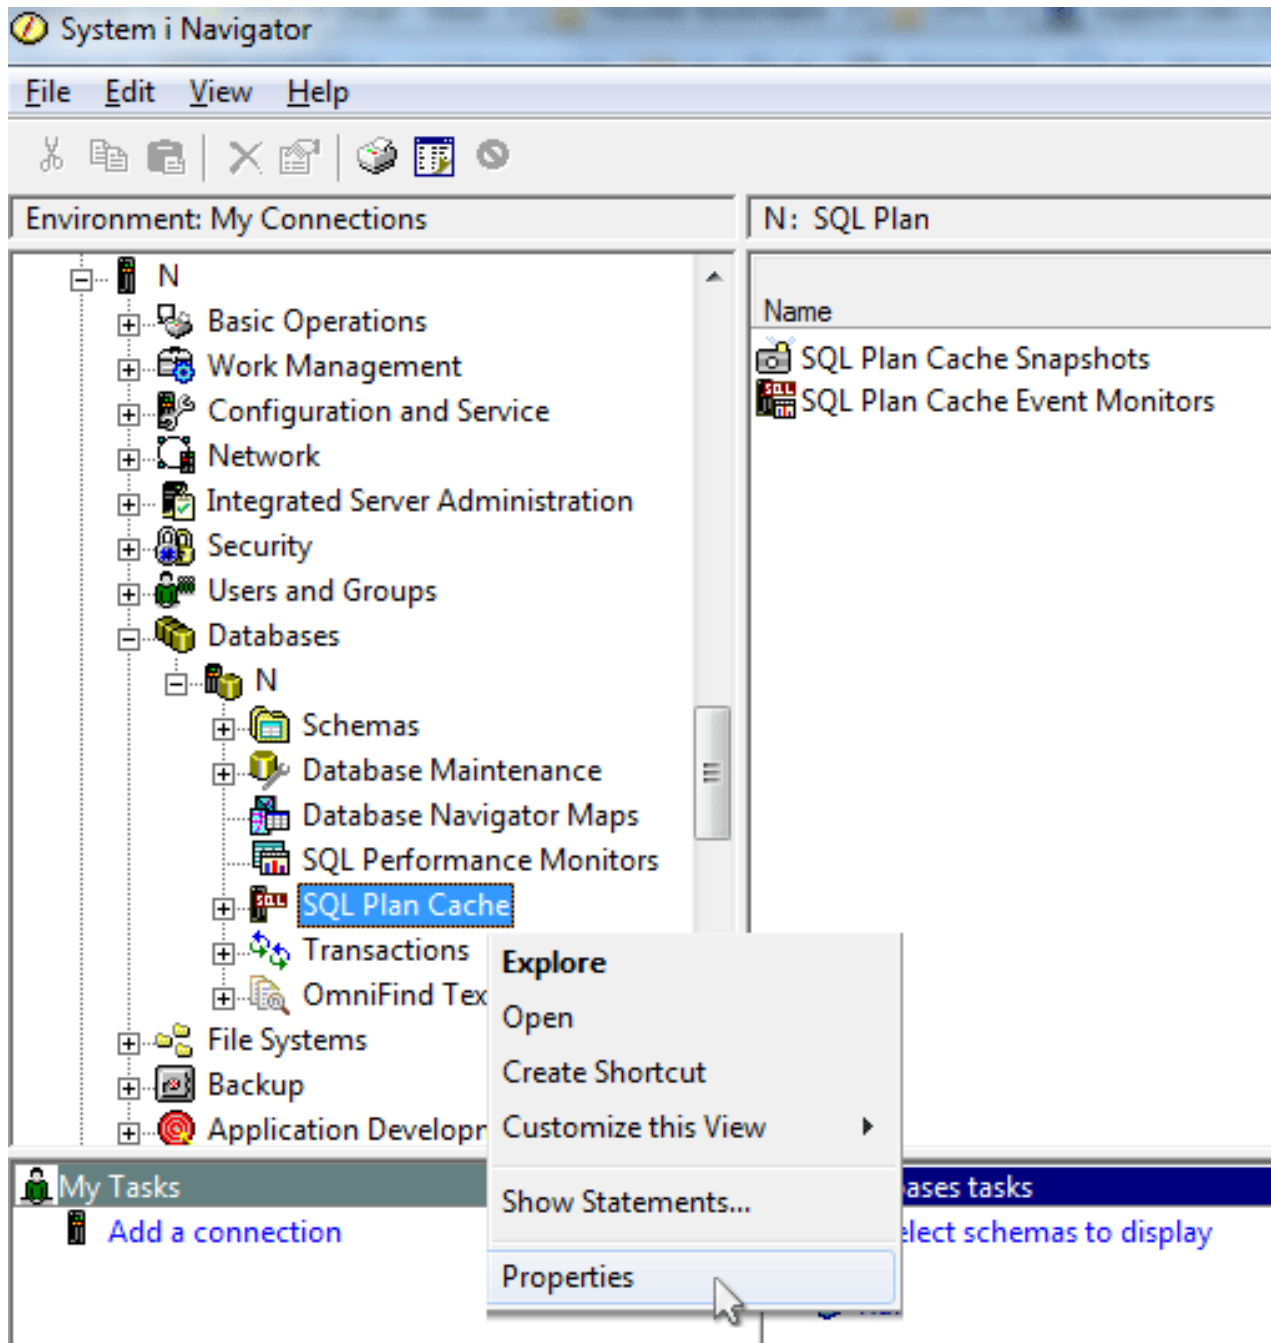 System i Navigator
File Edit View Help
Environment: My Connections
N: SQL Plan
N
Basic Operations
Work Management
Configuration and Service
Network
Integrated Server Administration
Security
Users and Groups
Databases
N
Schemas
Database Maintenance
Database Navigator Maps
SQL Performance Monitors
SQL Plan Cache
Transactions
OmniFind Tex
File Systems
Backup
Application Developr
Name
SQL Plan Cache Snapshots
SQL Plan Cache Event Monitors
Explore
Open
Create Shortcut
Customize this View
Show Statements...
Properties
My Tasks
Add a connection
ases tasks
elect schemas to display